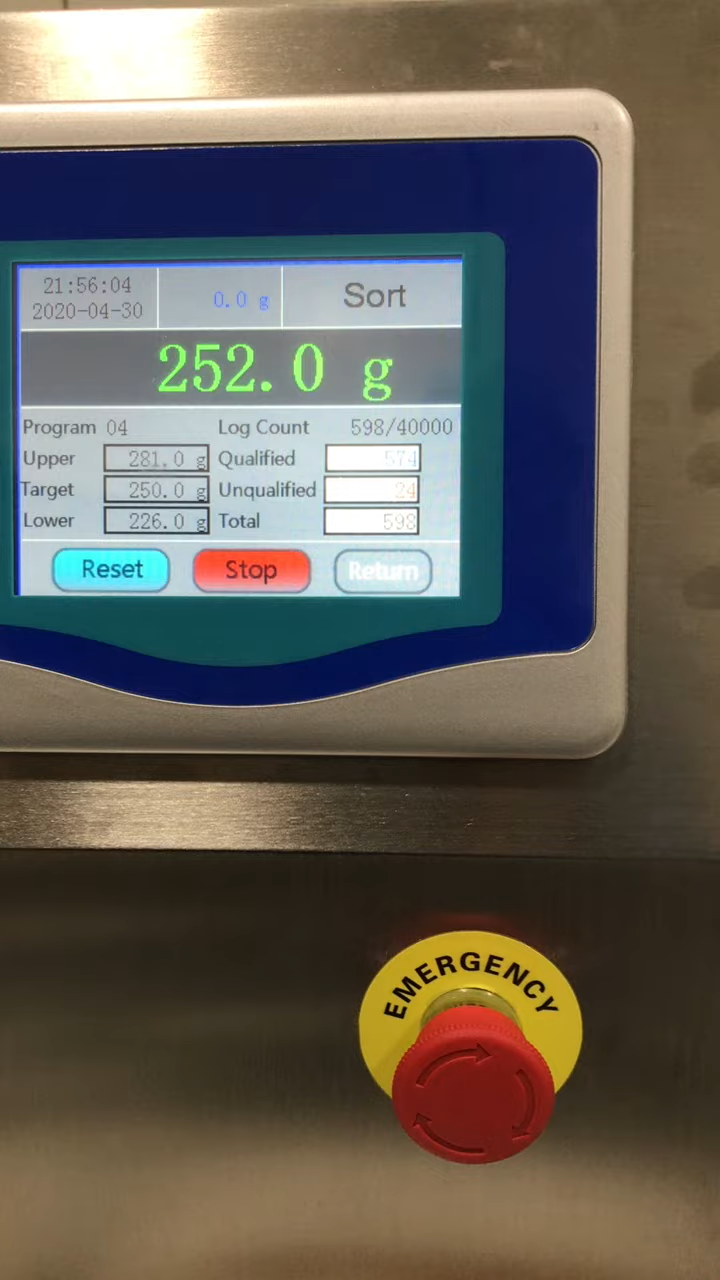 21:56:04
2020-04-30
0.0 g
Sort
252.0 g
Program 04
Log Count 598/40000
Upper 281.0 g
Qualified 574
Target 250.0 g
Unqualified 24
Lower 226.0 g
Total 598
Reset
Stop
Return
EMERGENCY